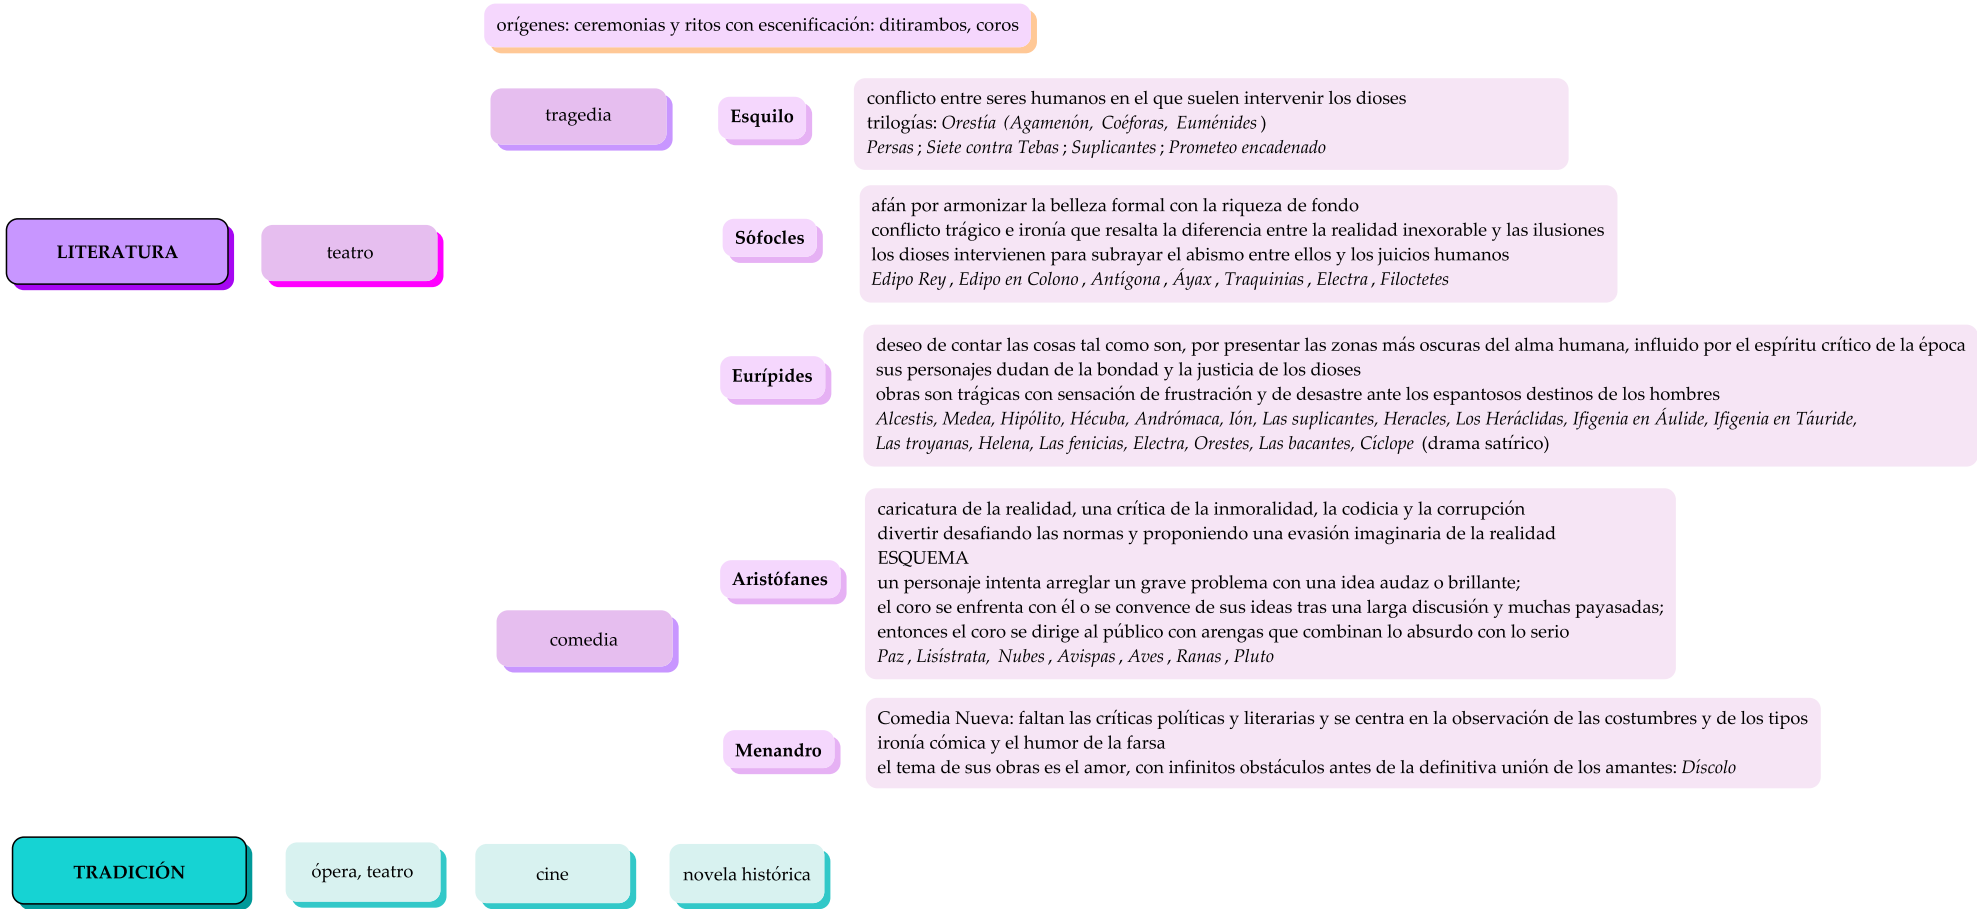 orígenes: ceremonias y ritos con escenificación: ditirambos, coros
tragedia
Esquilo
conflicto entre seres humanos en el que suelen intervenir los dioses
trilogías: Orestía (Agamenón, Coéforas, Euménides)
Persas; Siete contra Tebas; Suplicantes; Prometeo encadenado
LITERATURA
teatro
Sófocles
afán por armonizar la belleza formal con la riqueza de fondo
conflicto trágico e ironía que resalta la diferencia entre la realidad inexorable y las ilusiones
los dioses intervienen para subrayar el abismo entre ellos y los juicios humanos
Edipo Rey, Edipo en Colono, Antígona, Áyax, Traquinias, Electra, Filoctetes
Eurípides
deseo de contar las cosas tal como son, por presentar las zonas más oscuras del alma humana, influido por el espíritu crítico de la época
sus personajes dudan de la bondad y la justicia de los dioses
obras son trágicas con sensación de frustración y de desastre ante los espantosos destinos de los hombres
Alcestis, Medea, Hipólito, Hécuba, Andrómaca, Ión, Las suplicantes, Heracles, Los Heráclidas, Ifigenia en Áulide, Ifigenia en Táuride,
Las troyanas, Helena, Las fenicias, Electra, Orestes, Las bacantes, Cíclope (drama satírico)
comedia
Aristófanes
caricatura de la realidad, una crítica de la inmoralidad, la codicia y la corrupción
divertir desafiando las normas y proponiendo una evasión imaginaria de la realidad
ESQUEMA
un personaje intenta arreglar un grave problema con una idea audaz o brillante;
el coro se enfrenta con él o se convence de sus ideas tras una larga discusión y muchas payasadas;
entonces el coro se dirige al público con arengas que combinan lo absurdo con lo serio
Paz, Lisístrata, Nubes, Avispas, Aves, Ranas, Pluto
Menandro
Comedia Nueva: faltan las críticas políticas y literarias y se centra en la observación de las costumbres y de los tipos
ironía cómica y el humor de la farsa
el tema de sus obras es el amor, con infinitos obstáculos antes de la definitiva unión de los amantes: Díscolo
TRADICIÓN
ópera, teatro
cine
novela histórica